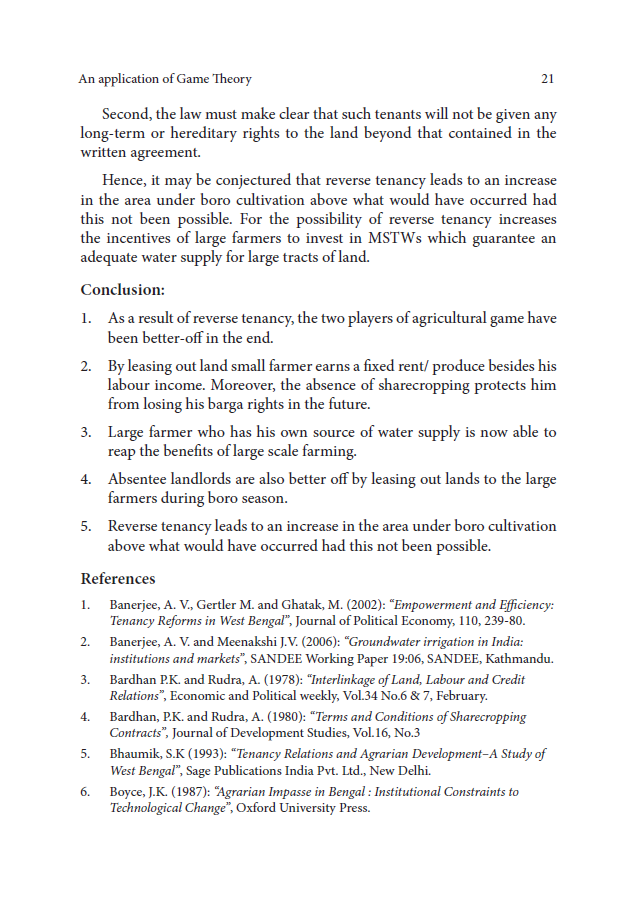 An application of Game Theory 21
Second, the law must make clear that such tenants will not be given any
long-term or hereditary rights to the land beyond that contained in the
written agreement.
Hence, it may be conjectured that reverse tenancy leads to an increase
in the area under boro cultivation above what would have occurred had
this not been possible. For the possibility of reverse tenancy increases
the incentives of large farmers to invest in MSTWs which guarantee an
adequate water supply for large tracts of land.
Conclusion:
1. As a result of reverse tenancy, the two players of agricultural game have
been better-off in the end.
2. By leasing out land small farmer earns a fixed rent/ produce besides his
labour income. Moreover, the absence of sharecropping protects him
from losing his barga rights in the future.
3. Large farmer who has his own source of water supply is now able to
reap the benefits of large scale farming.
4. Absentee landlords are also better off by leasing out lands to the large
farmers during boro season.
5. Reverse tenancy leads to an increase in the area under boro cultivation
above what would have occurred had this not been possible.
References
1. Banerjee, A. V., Gertler M. and Ghatak, M. (2002): “Empowerment and Efficiency:
Tenancy Reforms in West Bengal”, Journal of Political Economy, 110, 239-80.
2. Banerjee, A. V. and Meenakshi J.V. (2006): “Groundwater irrigation in India:
institutions and markets”, SANDEE Working Paper 19:06, SANDEE, Kathmandu.
3. Bardhan P.K. and Rudra, A. (1978): “Interlinkage of Land, Labour and Credit
Relations”, Economic and Political weekly, Vol.34 No.6 & 7, February.
4. Bardhan, P.K. and Rudra, A. (1980): “Terms and Conditions of Sharecropping
Contracts”, Journal of Development Studies, Vol.16, No.3
5. Bhaumik, S.K (1993): “Tenancy Relations and Agrarian Development–A Study of
West Bengal”, Sage Publications India Pvt. Ltd., New Delhi.
6. Boyce, J.K. (1987): “Agrarian Impasse in Bengal : Institutional Constraints to
Technological Change”, Oxford University Press.